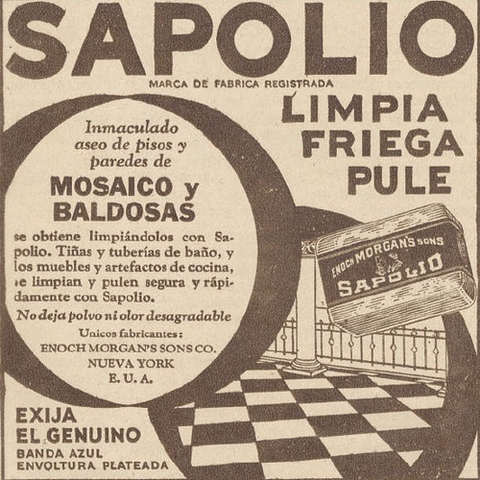 SAPOLIO
MARCA DE FABRICA REGISTRADA
LIMPIA
FRIEGA
PULE
Inmaculado
aseo de pisos y
paredes de
MOSAICO y
BALDOSAS
se obtiene limpiándolos con Sa-
polio. Tiñas y tuberías de baño, y
los muebles y artefactos de cocina,
se limpian y pulen segura y rápi-
damente con Sapolio.
No deja polvo ni olor desagradable
Unicos fabricantes:
ENOCH MORGAN'S SONS CO.
NUEVA YORK
E. U. A.
ENOCH MORGAN'S SONS
SAPOLIO
EXIJA
EL GENUINO
BANDA AZUL
ENVOLTURA PLATEADA